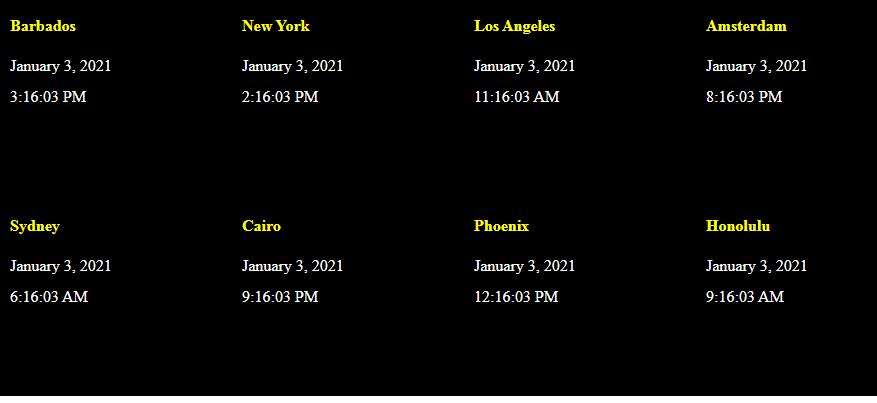 Barbados
January 3, 2021
3:16:03 PM
New York
January 3, 2021
2:16:03 PM
Los Angeles
January 3, 2021
11:16:03 AM
Amsterdam
January 3, 2021
8:16:03 PM
Sydney
January 3, 2021
6:16:03 AM
Cairo
January 3, 2021
9:16:03 PM
Phoenix
January 3, 2021
12:16:03 PM
Honolulu
January 3, 2021
9:16:03 AM